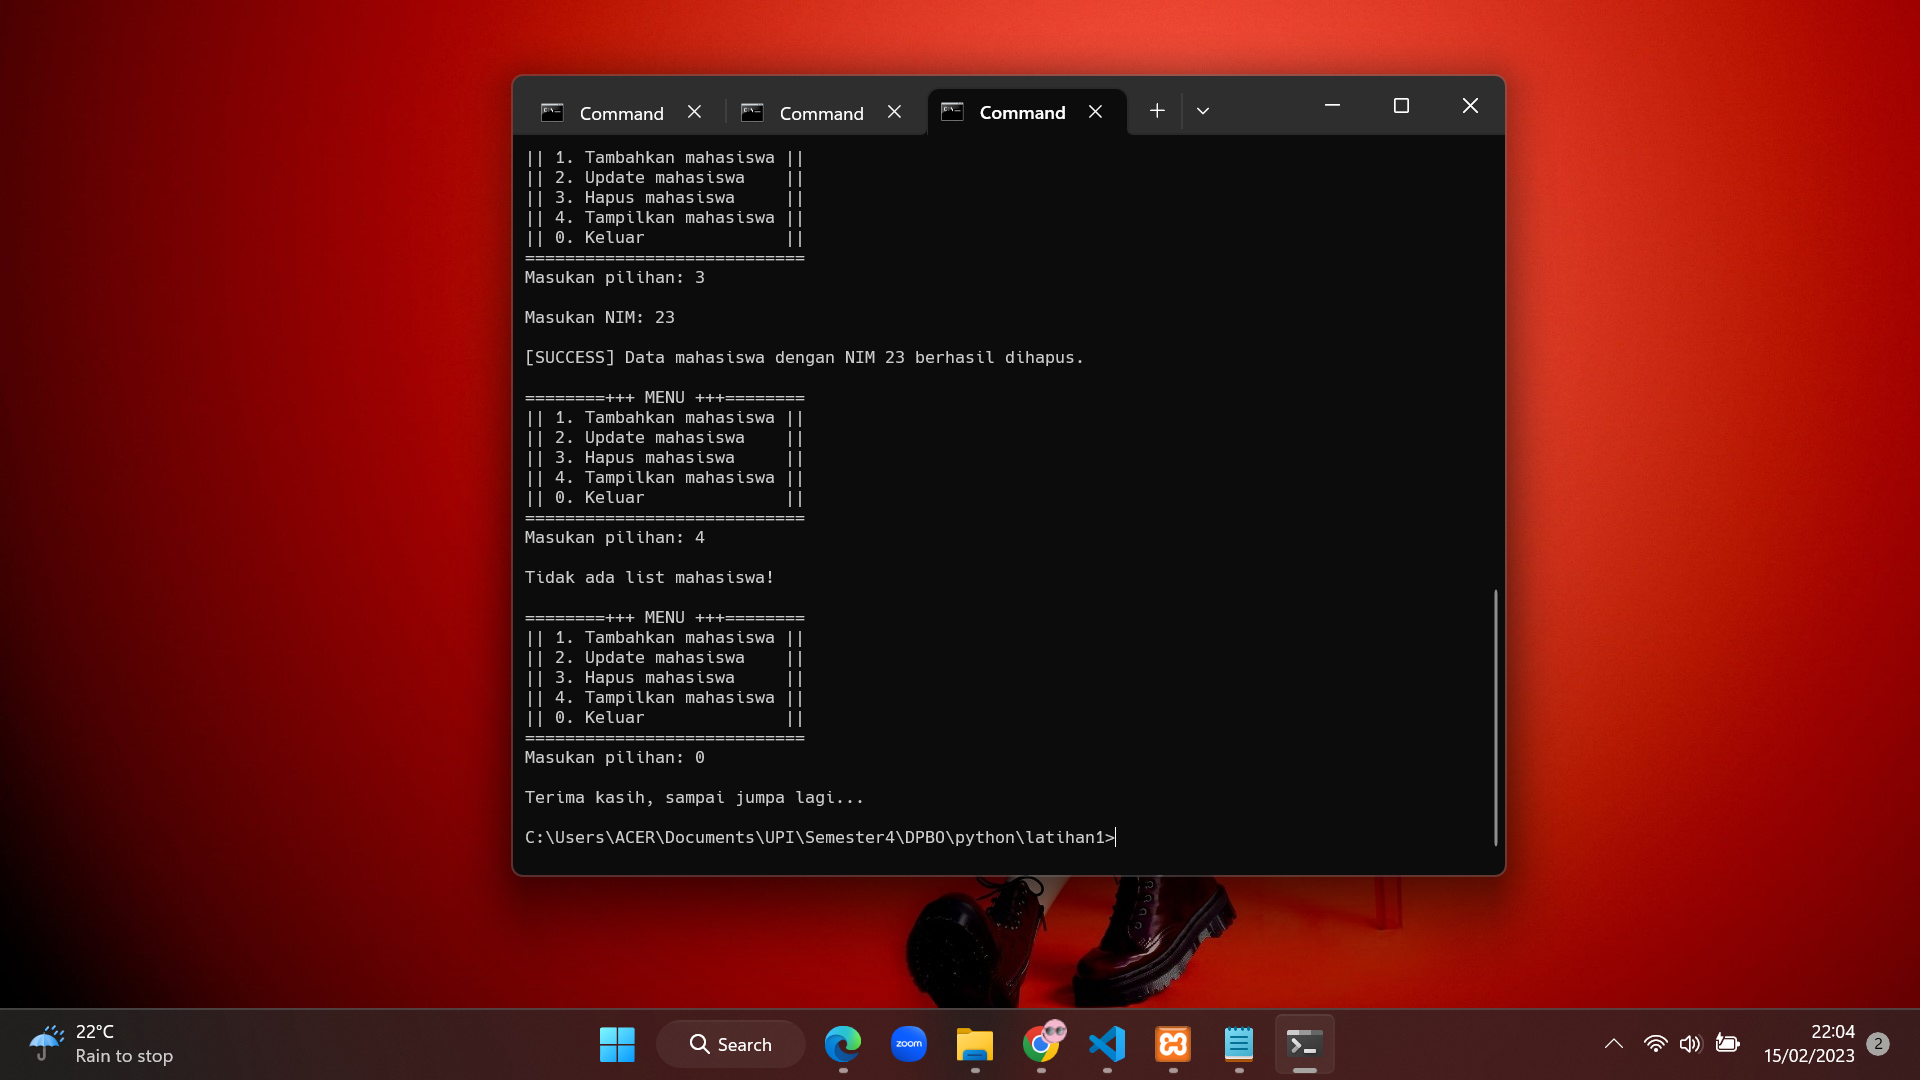 Command Command Command
|| 1. Tambahkan mahasiswa ||
|| 2. Update mahasiswa    ||
|| 3. Hapus mahasiswa     ||
|| 4. Tampilkan mahasiswa ||
|| 0. Keluar              ||
============================
Masukan pilihan: 3
Masukan NIM: 23
[SUCCESS] Data mahasiswa dengan NIM 23 berhasil dihapus.
========+++ MENU +++========
|| 1. Tambahkan mahasiswa ||
|| 2. Update mahasiswa    ||
|| 3. Hapus mahasiswa     ||
|| 4. Tampilkan mahasiswa ||
|| 0. Keluar              ||
============================
Masukan pilihan: 4
Tidak ada list mahasiswa!
========+++ MENU +++========
|| 1. Tambahkan mahasiswa ||
|| 2. Update mahasiswa    ||
|| 3. Hapus mahasiswa     ||
|| 4. Tampilkan mahasiswa ||
|| 0. Keluar              ||
============================
Masukan pilihan: 0
Terima kasih, sampai jumpa lagi...
C:\Users\ACER\Documents\UPI\Semester4\DPBO\python\latihan1>
22°C
Rain to stop
Search
zoom
22:04
15/02/2023
2